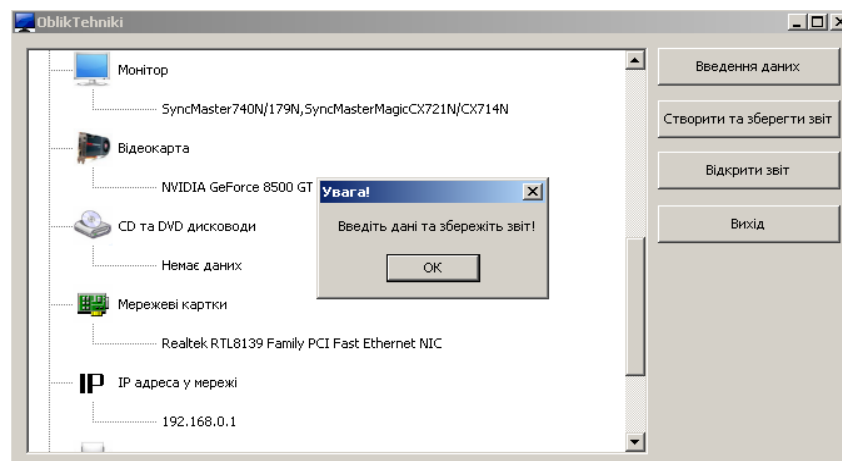 OblikTehniki
Монітор
SyncMaster740N/179N,SyncMasterMagicCX721N/CX714N
Відеокарта
NVIDIA GeForce 8500 GT
CD та DVD дисководи
Немає даних
Мережеві картки
Realtek RTL8139 Family PCI Fast Ethernet NIC
IP
IP адреса у мережі
192.168.0.1
Увага!
Введіть дані та збережіть звіт!
OK
Введення даних
Створити та зберегти звіт
Відкрити звіт
Вихід